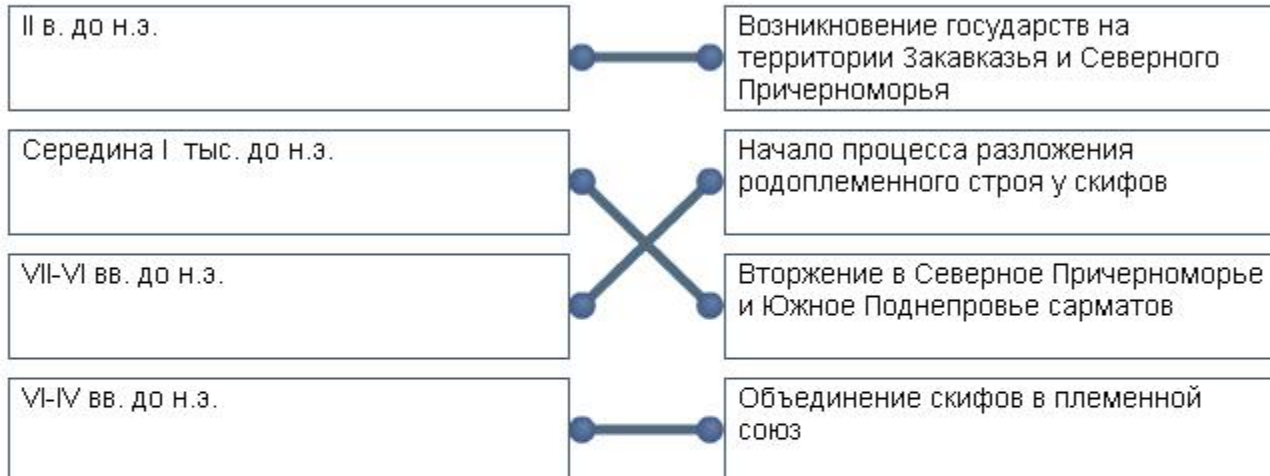 II в. до н.э.
Возникновение государств на
территории Закавказья и Северного
Причерноморья
Середина I тыс. до н.э.
Начало процесса разложения
родоплеменного строя у скифов
VII-VI вв. до н.э.
Вторжение в Северное Причерноморье
и Южное Поднепровье сарматов
VI-IV вв. до н.э.
Объединение скифов в племенной
союз